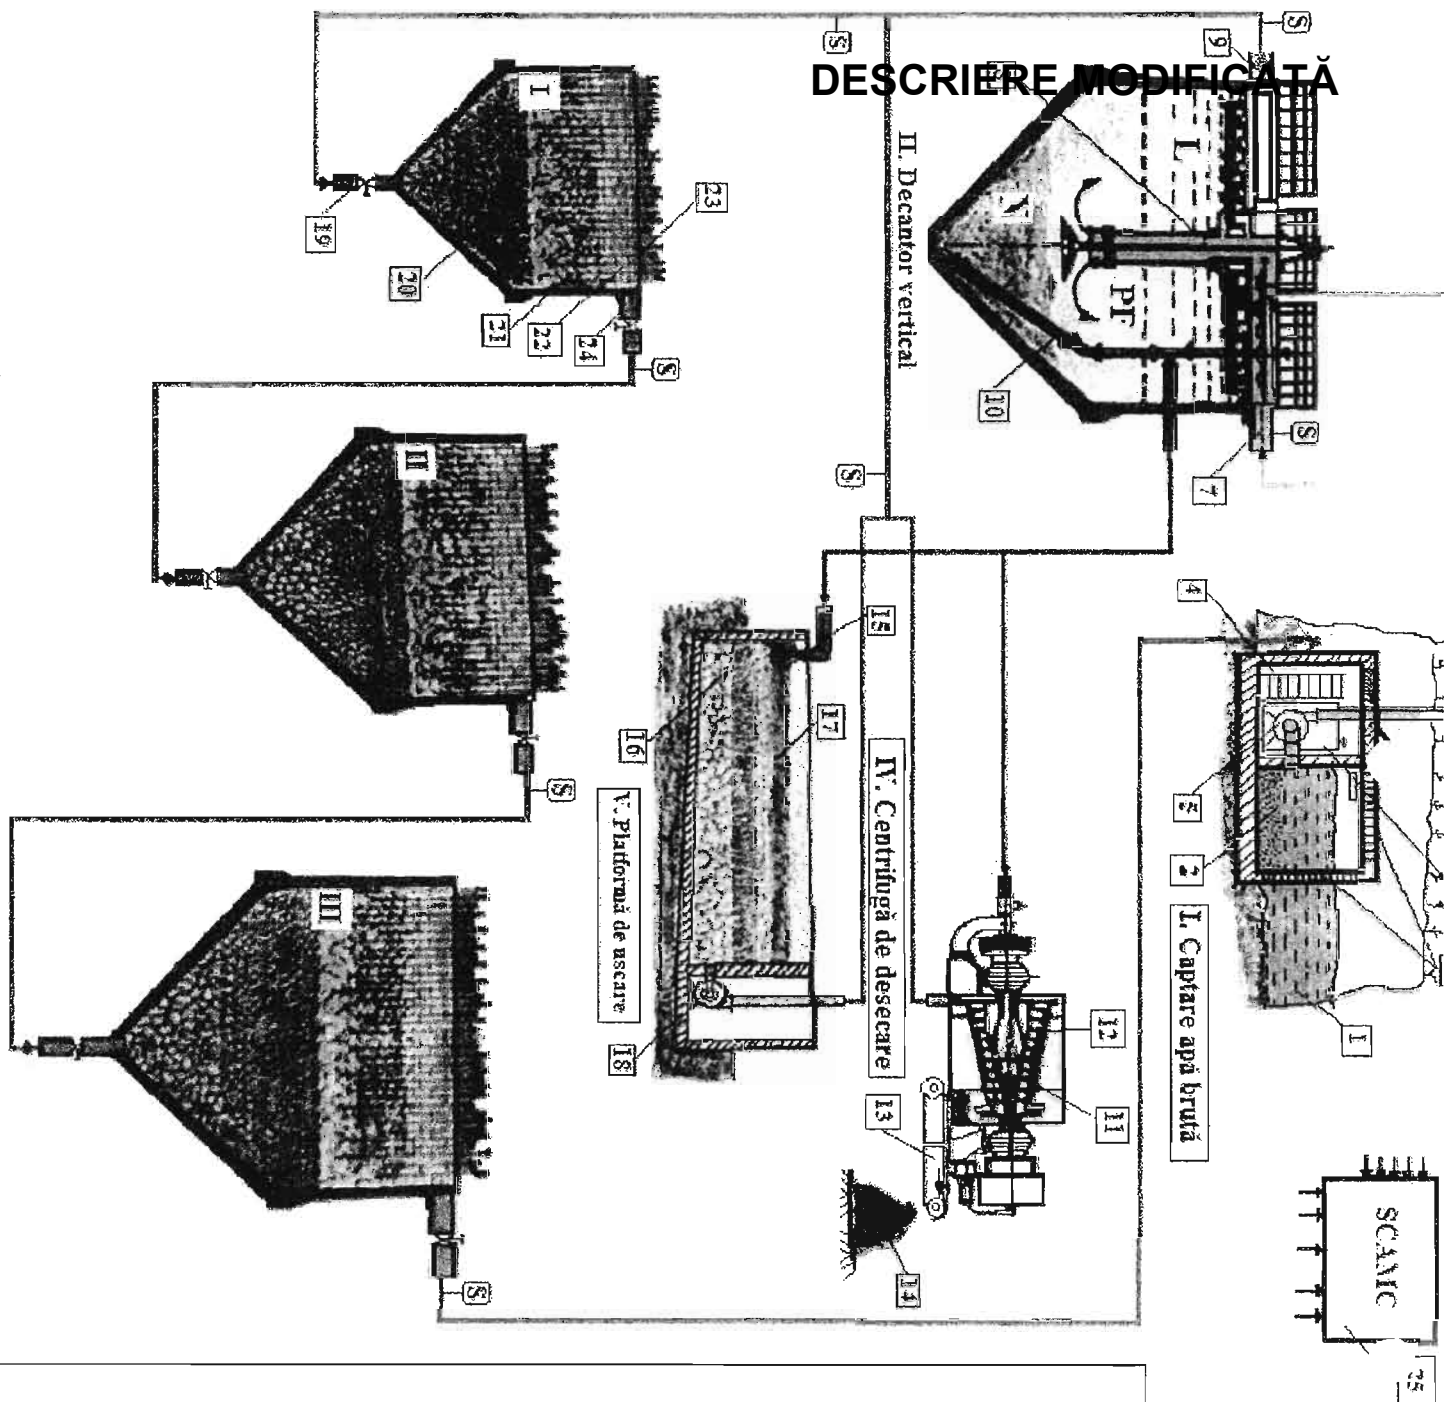 DESCRIERE MODIFICATĂ
I. Captare apă brută
1
2
4
II. Decantor vertical
7
S
9
10
L
PF
S
S
S
IV. Centrifugă de desecare
11
12
13
14
V. Platformă de uscare
15
16
17
18
I
19
20
21
22
23
24
S
II
S
III
S
SCAMIC
25